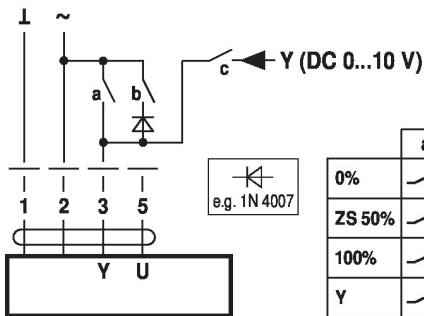 ⊥ ~
a b c Y (DC 0...10 V)
1 2 3 5
e.g. 1N 4007
Y U
0%
ZS 50%
100%
Y